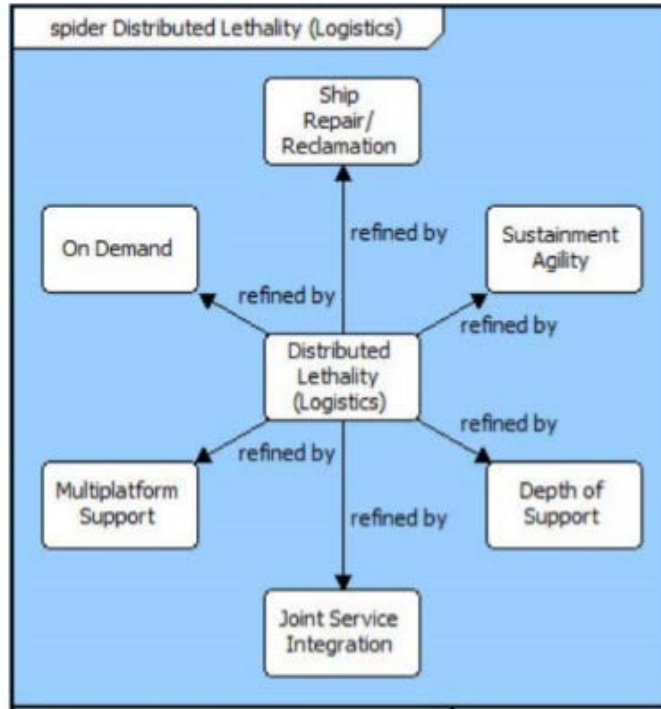 spider Distributed Lethality (Logistics)
Ship
Repair/
Reclamation
On Demand
refined by
Sustainment
Agility
refined by
refined by
Distributed
Lethality
(Logistics)
refined by
refined by
Multiplatform
Support
refined by
Depth of
Support
Joint Service
Integration